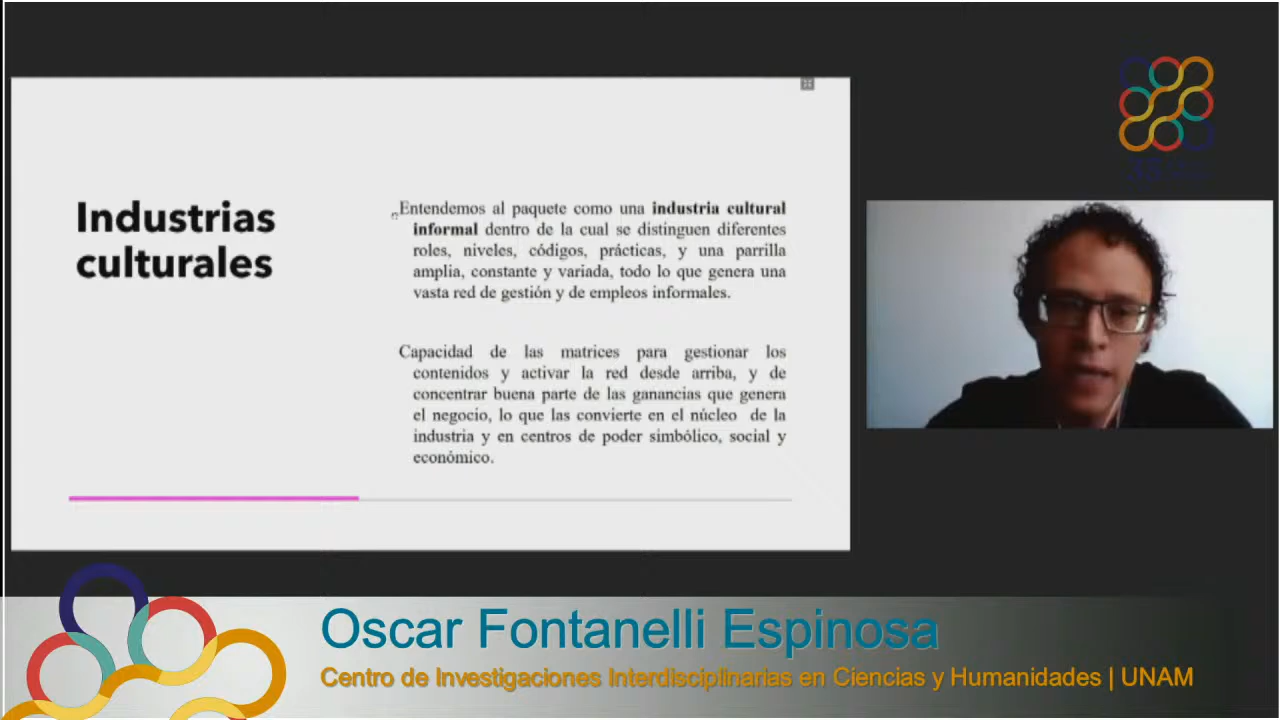 Industrias
culturales
Entendemos al paquete como una industria cultural
informal dentro de la cual se distinguen diferentes
roles, niveles, códigos, prácticas, y una parrilla
amplia, constante y variada, todo lo que genera una
vasta red de gestión y de empleos informales.
Capacidad de las matrices para gestionar los
contenidos y activar la red desde arriba, y de
concentrar buena parte de las ganancias que genera
el negocio, lo que las convierte en el núcleo de la
industria y en centros de poder simbólico, social y
económico.
Oscar Fontanelli Espinosa
Centro de Investigaciones Interdisciplinarias en Ciencias y Humanidades | UNAM